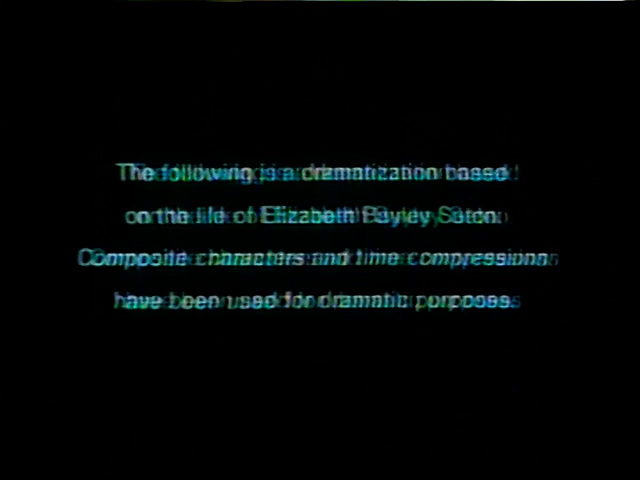 The following is a dramatization based
on the life of Elizabeth Bayley Seton.
Composite characters and time compressions
have been used for dramatic purposes